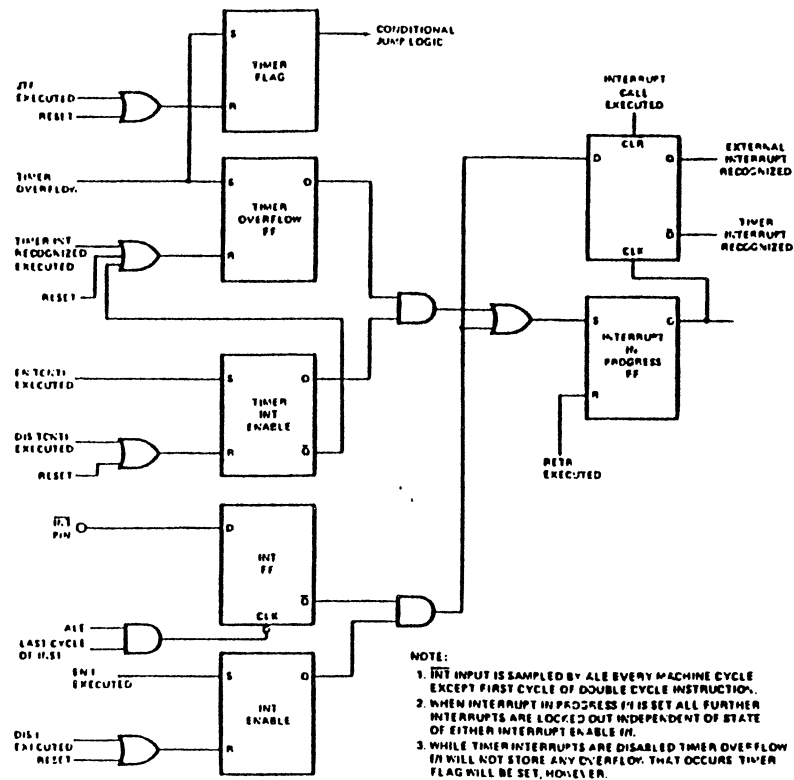 S
TIMER
FLAG
R
CONDITIONAL
JUMP LOGIC
JTF
EXECUTED
RESET
INTERRUPT
CALL
EXECUTED
CLR
D
Q
EXTERNAL
INTERRUPT
RECOGNIZED
Q̅
TIMER
INTERRUPT
RECOGNIZED
CLK
TIMER
OVERFLOW
S
Q
TIMER
OVERFLOW
FF
R
TIMER INT
RECOGNIZED
EXECUTED
RESET
S
Q
INTERRUPT
IN
PROGRESS
FF
R
RETR
EXECUTED
EN TCNTI
EXECUTED
S
Q
TIMER
INT
ENABLE
R
Q̅
DIS TCNTI
EXECUTED
RESET
I̅N̅T̅
PIN
D
INT
FF
Q̅
CLK
ALE
LAST CYCLE
OF INST
EN I
EXECUTED
S
Q
INT
ENABLE
R
DIS I
EXECUTED
RESET
NOTE:
1. I̅N̅T̅ INPUT IS SAMPLED BY ALE EVERY MACHINE CYCLE
EXCEPT FIRST CYCLE OF DOUBLE CYCLE INSTRUCTION.
2. WHEN INTERRUPT IN PROGRESS F/F IS SET ALL FURTHER
INTERRUPTS ARE LOCKED OUT INDEPENDENT OF STATE
OF EITHER INTERRUPT ENABLE F/F.
3. WHILE TIMER INTERRUPTS ARE DISABLED TIMER OVERFLOW
F/F WILL NOT STORE ANY OVERFLOW THAT OCCURS TIMER
FLAG WILL BE SET, HOWEVER.